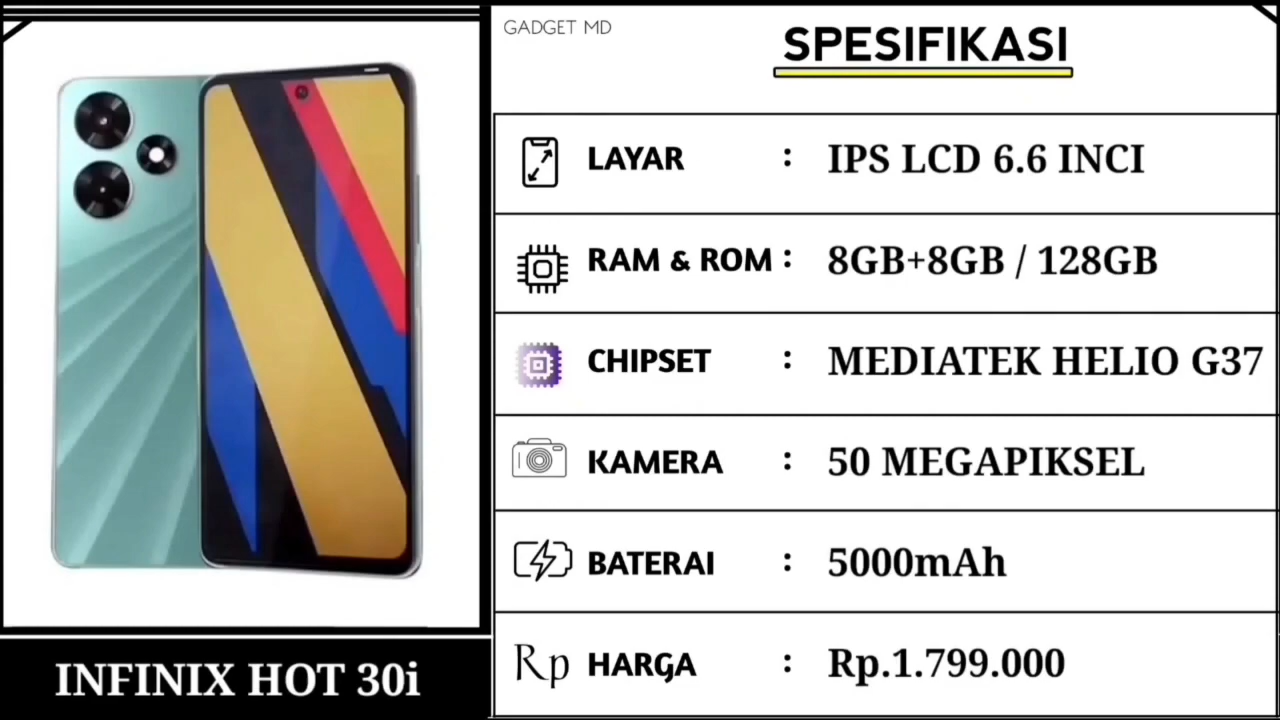 GADGET MD
SPESIFIKASI
LAYAR : IPS LCD 6.6 INCI
RAM & ROM : 8GB+8GB / 128GB
CHIPSET : MEDIATEK HELIO G37
KAMERA : 50 MEGAPIKSEL
BATERAI : 5000mAh
Rp HARGA : Rp.1.799.000
INFINIX HOT 30i